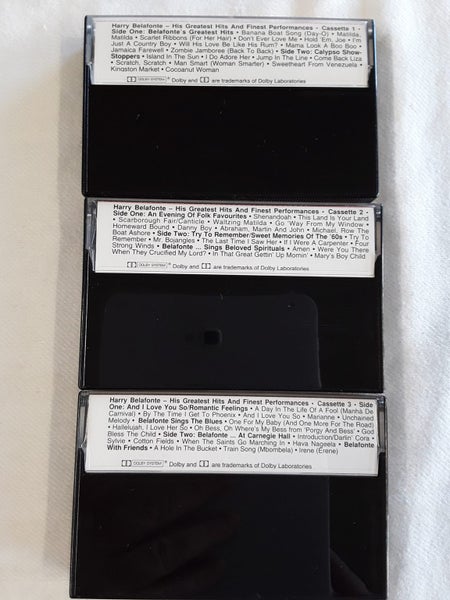 Harry Belafonte – His Greatest Hits And Finest Performances - Cassette 1 -
Side One: Belafonte's Greatest Hits • Banana Boat Song (Day-O) • Matilda,
Matilda • Scarlet Ribbons (For Her Hair) • Don't Ever Love Me • Hold 'Em, Joe • I'm
Just A Country Boy • Will His Love Be Like His Rum? • Mama Look A Boo Boo •
Jamaica Farewell • Zombie Jamboree (Back To Back) • Side Two: Calypso Show-
Stoppers • Island In The Sun • I Do Adore Her • Jump In The Line • Come Back Liza
• Scratch, Scratch • Man Smart (Woman Smarter) • Sweetheart From Venezuela •
Kingston Market • Cocoanut Woman
DOLBY SYSTEM ® Dolby and are trademarks of Dolby Laboratories
Harry Belafonte – His Greatest Hits And Finest Performances - Cassette 2 -
Side One: An Evening Of Folk Favourites • Shenandoah • This Land Is Your Land
• Scarborough Fair/Canticle • Waltzing Matilda • Go 'Way From My Window •
Homeward Bound • Danny Boy • Abraham, Martin And John • Michael, Row The
Boat Ashore • Side Two: Try To Remember/Sweet Memories Of The '60s • Try To
Remember • Mr. Bojangles • The Last Time I Saw Her • If I Were A Carpenter • Four
Strong Winds • Belafonte ... Sings Beloved Spirituals • Amen • Were You There
When They Crucified My Lord? • In That Great Gettin' Up Mornin' • Mary's Boy Child
DOLBY SYSTEM ® Dolby and are trademarks of Dolby Laboratories
Harry Belafonte – His Greatest Hits And Finest Performances - Cassette 3 - Side
One: And I Love You So/Romantic Feelings • A Day In The Life Of A Fool (Manha De
Carnival) • By The Time I Get To Phoenix • And I Love You So • Marianne • Unchained
Melody • Belafonte Sings The Blues • One For My Baby (And One More For The Road)
• Hallelujah, I Love Her So • Oh Bess, Oh Where's My Bess from 'Porgy And Bess' • God
Bless The Child • Side Two: Belafonte ... At Carnegie Hall • Introduction/Darlin' Cora
• Sylvie • Cotton Fields • When The Saints Go Marching In • Hava Nageela • Belafonte
With Friends • A Hole In The Bucket • Train Song (Mbombela) • Irene (Erene)
DOLBY SYSTEM ® Dolby and are trademarks of Dolby Laboratories